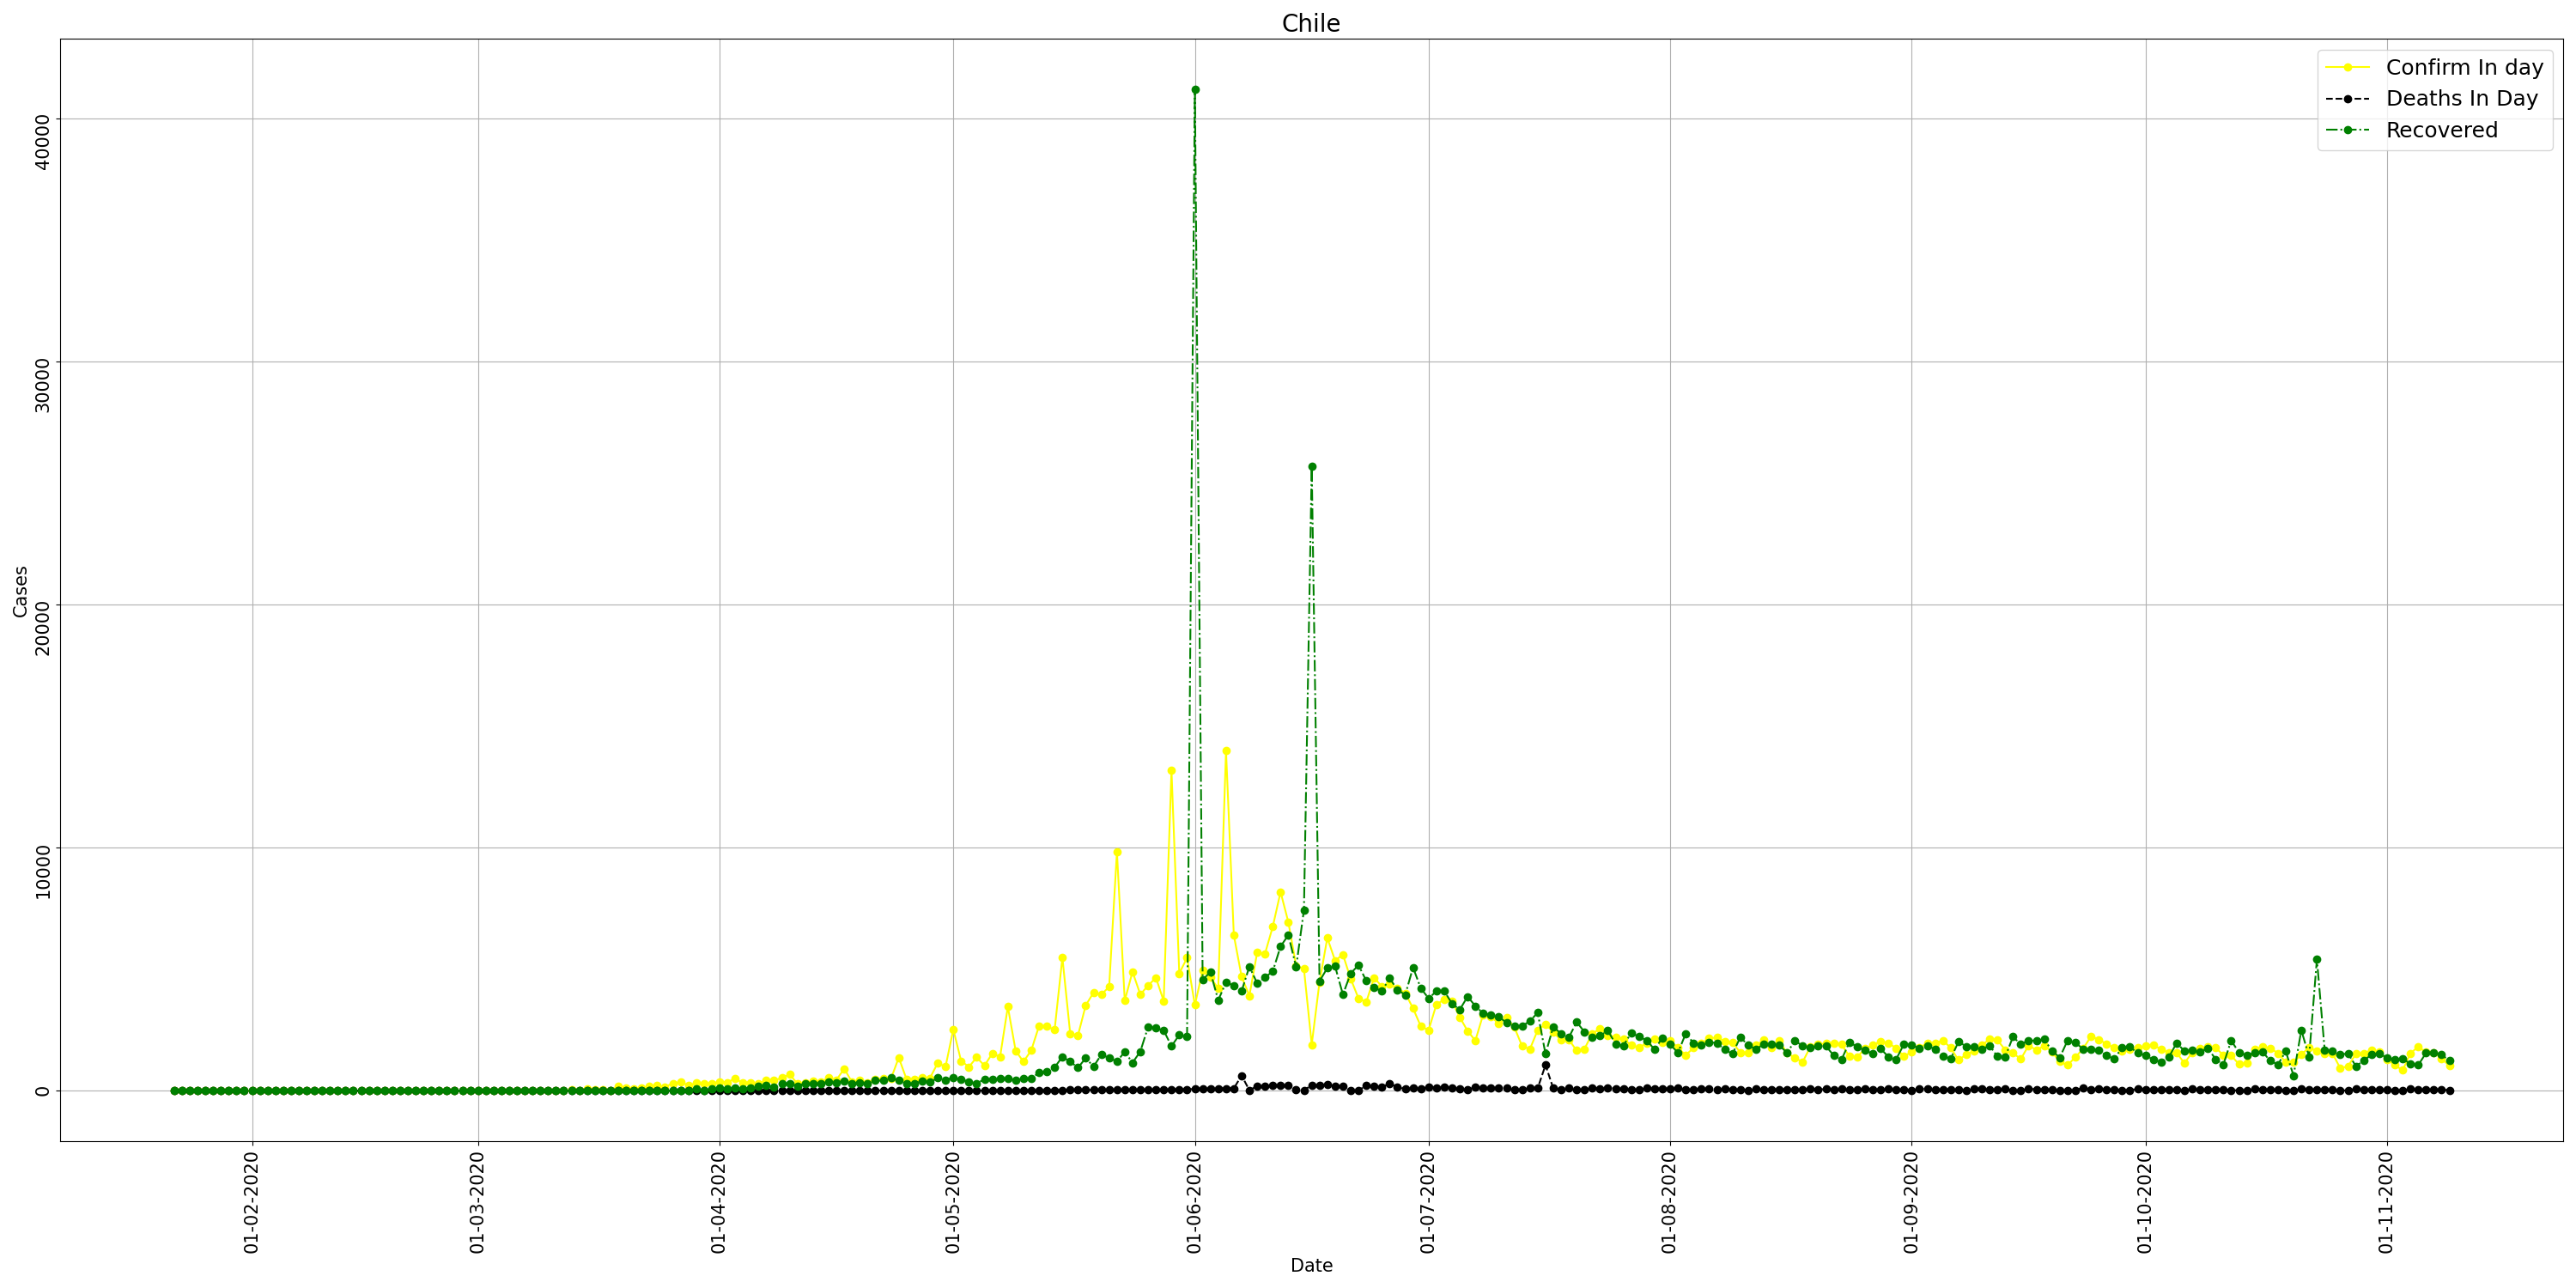 Chile
Confirm In day
Deaths In Day
Recovered
40000
30000
20000
10000
0
Cases
01-02-2020
01-03-2020
01-04-2020
01-05-2020
01-06-2020
01-07-2020
01-08-2020
01-09-2020
01-10-2020
01-11-2020
Date